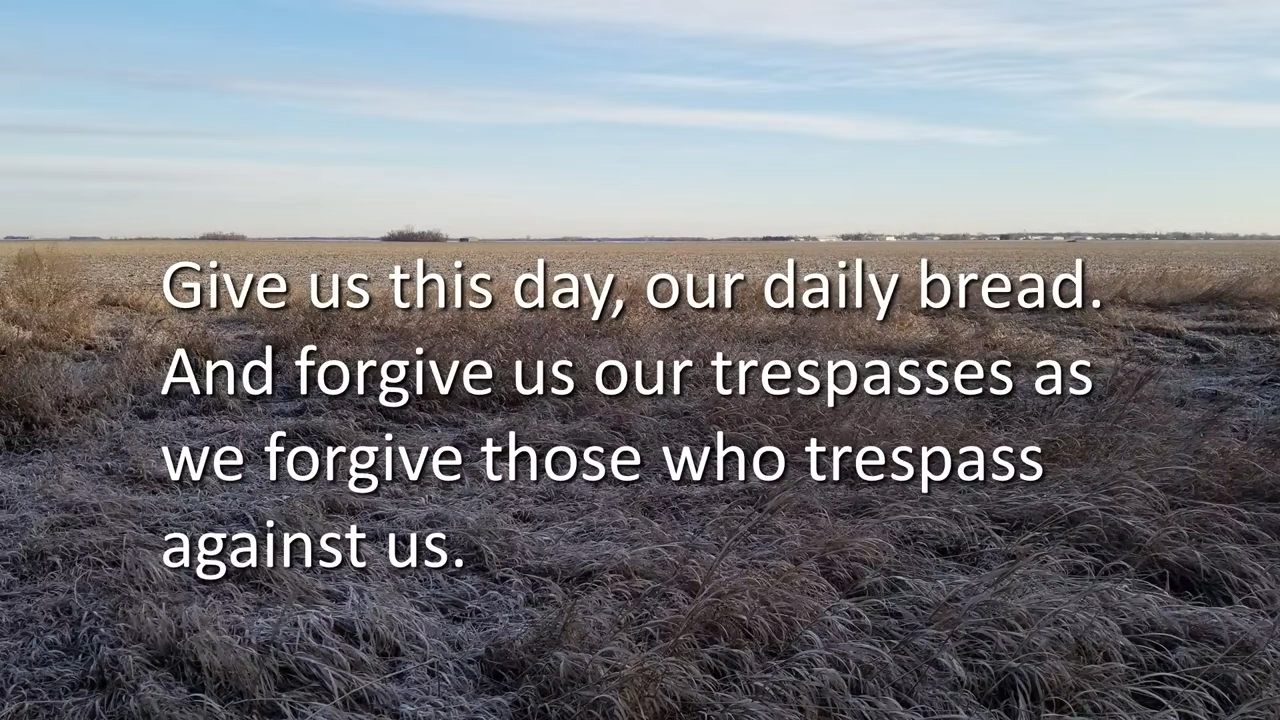 Give us this day, our daily bread.
And forgive us our trespasses as
we forgive those who trespass
against us.